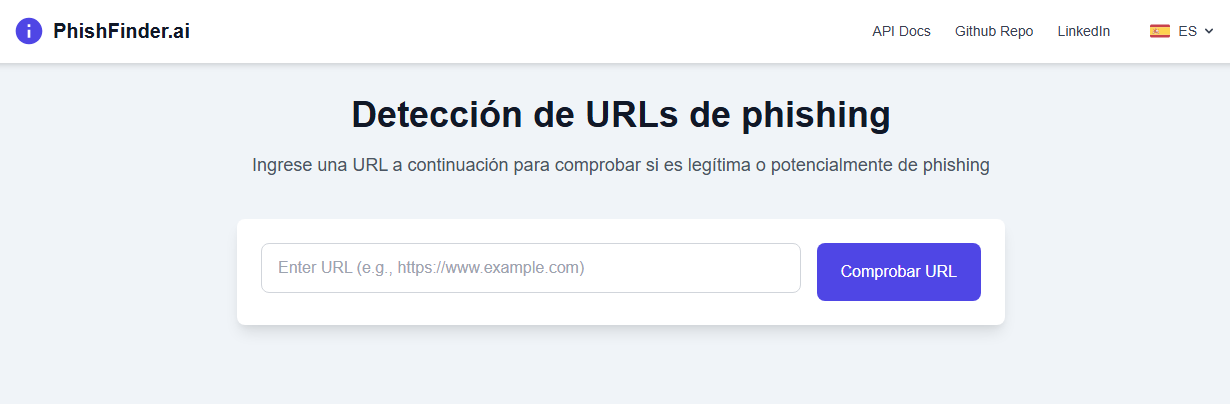 PhishFinder.ai
API Docs
Github Repo
LinkedIn
ES
Detección de URLs de phishing
Ingrese una URL a continuación para comprobar si es legítima o potencialmente de phishing
Enter URL (e.g., https://www.example.com)
Comprobar URL